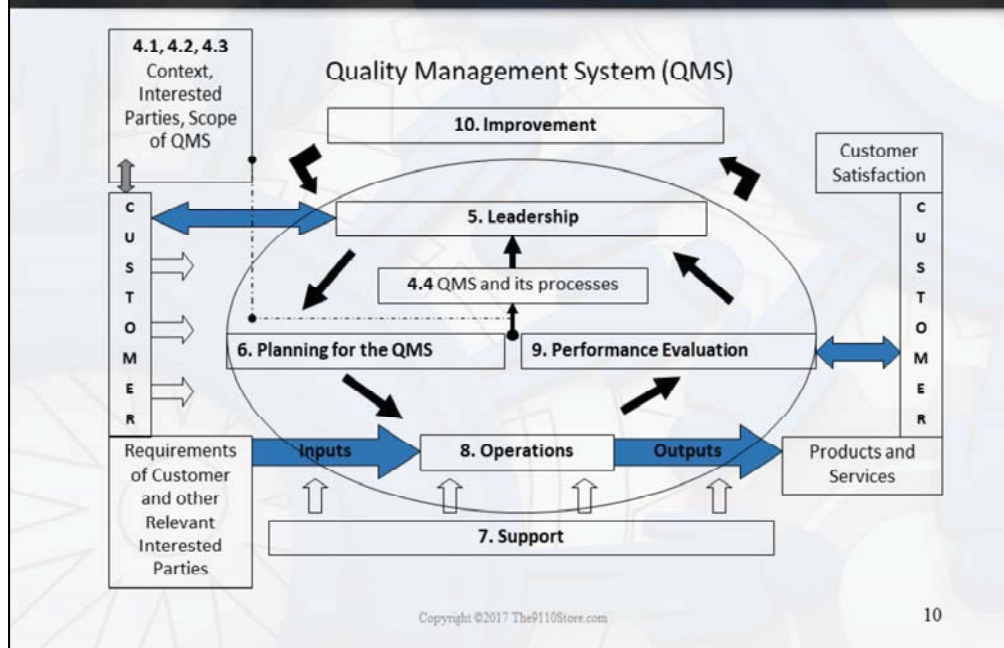 4.1, 4.2, 4.3
Context,
Interested
Parties, Scope
of QMS
Quality Management System (QMS)
10. Improvement
Customer
Satisfaction
C
U
S
T
O
M
E
R
5. Leadership
C
U
S
T
O
M
E
R
4.4 QMS and its processes
6. Planning for the QMS
9. Performance Evaluation
Requirements
of Customer
and other
Relevant
Interested
Parties
Inputs
8. Operations
Outputs
Products and
Services
7. Support
Copyright ©2017 The9110Store.com
10